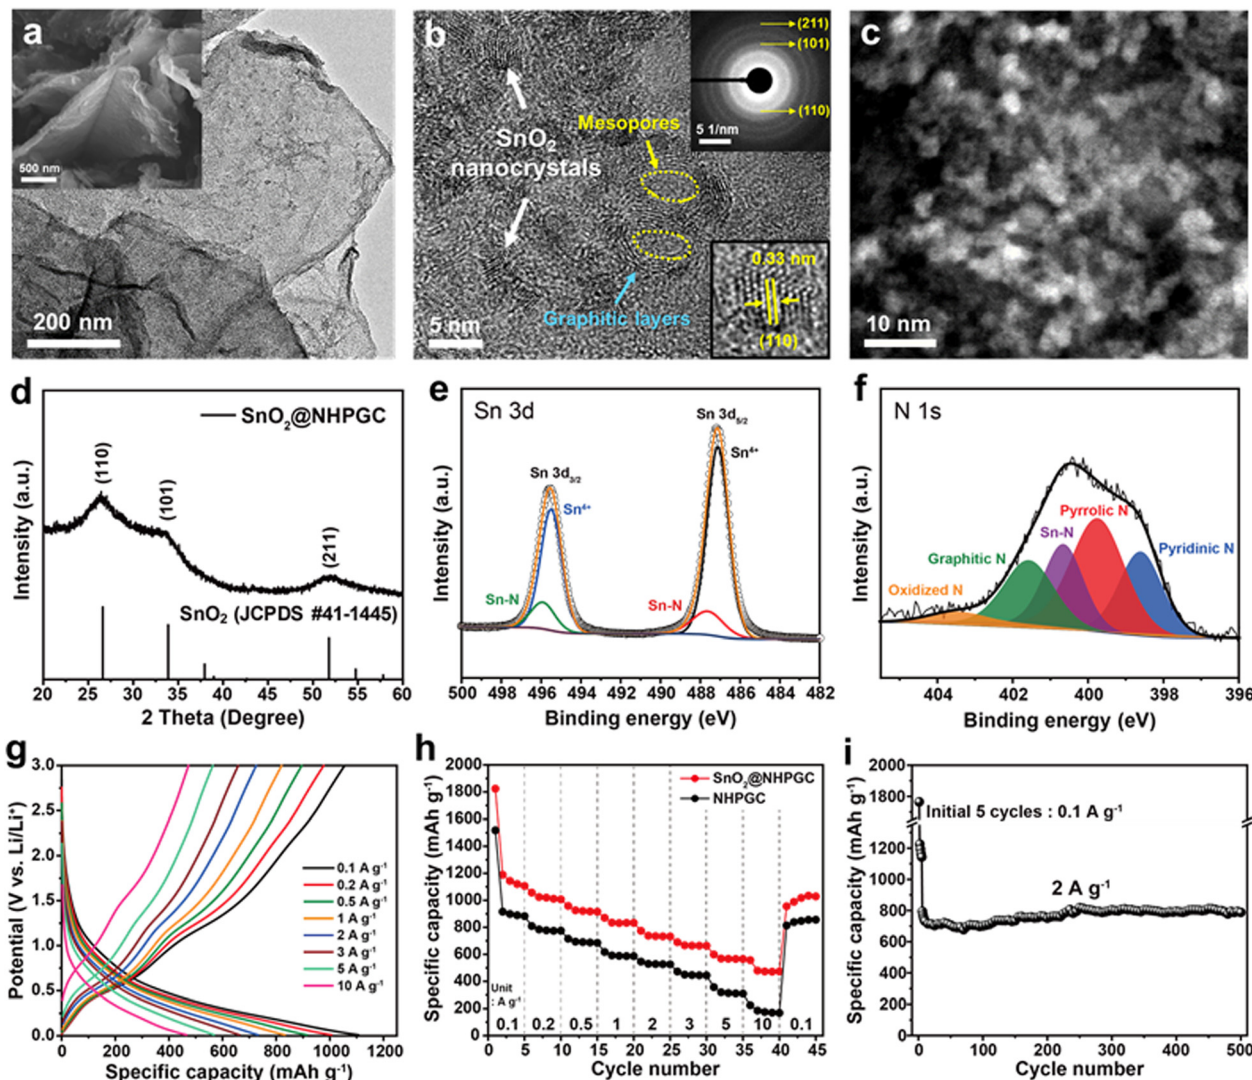 a
500 nm
200 nm
b
(211)
(101)
(110)
5 1/nm
Mesopores
SnO₂
nanocrystals
0.33 nm
(110)
Graphitic layers
5 nm
c
10 nm
d
SnO₂@NHPGC
(110)
(101)
(211)
SnO₂ (JCPDS #41-1445)
Intensity (a.u.)
20 25 30 35 40 45 50 55 60
2 Theta (Degree)
e
Sn 3d
Sn 3d₅/₂
Sn⁴⁺
Sn 3d₃/₂
Sn⁴⁺
Sn-N
Sn-N
Intensity (a.u.)
500 498 496 494 492 490 488 486 484 482
Binding energy (eV)
f
N 1s
Pyrrolic N
Sn-N
Graphitic N
Pyridinic N
Oxidized N
Intensity (a.u.)
404 402 400 398 396
Binding energy (eV)
g
Potential (V vs. Li/Li⁺)
3.0
2.5
2.0
1.5
1.0
0.5
0.0
0.1 A g⁻¹
0.2 A g⁻¹
0.5 A g⁻¹
1 A g⁻¹
2 A g⁻¹
3 A g⁻¹
5 A g⁻¹
10 A g⁻¹
0 200 400 600 800 1000 1200
Specific capacity (mAh g⁻¹)
h
Specific capacity (mAh g⁻¹)
2000
1800
1600
1400
1200
1000
800
600
400
200
0
SnO₂@NHPGC
NHPGC
Unit
: A g⁻¹
0.1 0.2 0.5 1 2 3 5 10 0.1
0 5 10 15 20 25 30 35 40 45
Cycle number
i
Specific capacity (mAh g⁻¹)
2000
1800
1200
800
400
0
Initial 5 cycles : 0.1 A g⁻¹
2 A g⁻¹
0 100 200 300 400 500
Cycle number